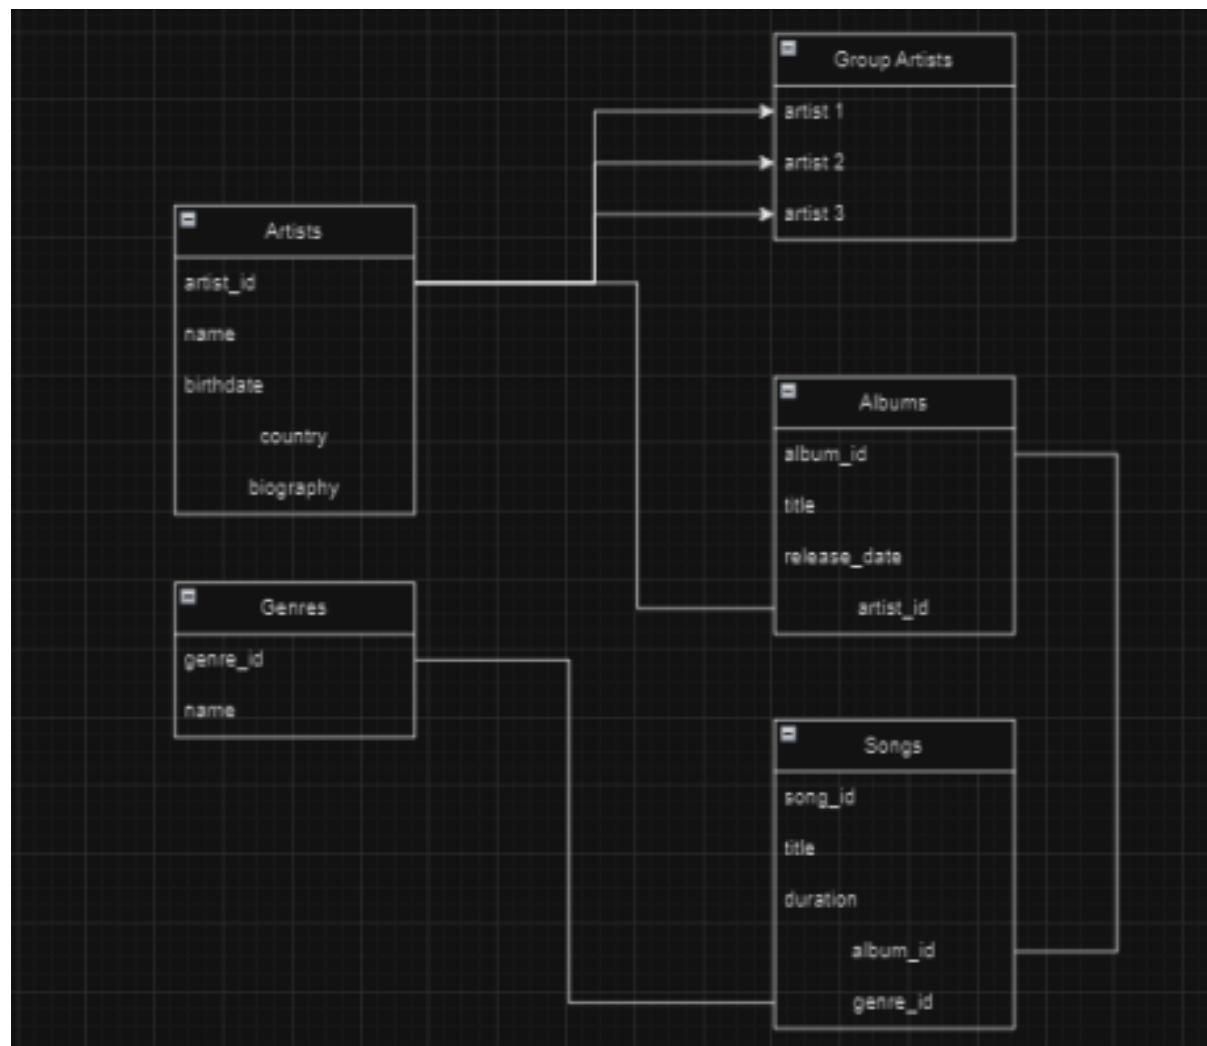 Group Artists
artist 1
artist 2
artist 3
Artists
artist_id
name
birthdate
country
biography
Albums
album_id
title
release_date
artist_id
Genres
genre_id
name
Songs
song_id
title
duration
album_id
genre_id